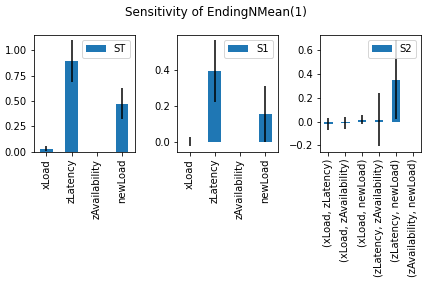 Sensitivity of EndingNMean(1)
ST
1.00
0.75
0.50
0.25
0.00
xLoad
zLatency
zAvailability
newLoad
S1
0.4
0.2
0.0
xLoad
zLatency
zAvailability
newLoad
S2
0.6
0.4
0.2
0.0
−0.2
(xLoad, zLatency)
(xLoad, zAvailability)
(xLoad, newLoad)
(zLatency, zAvailability)
(zLatency, newLoad)
(zAvailability, newLoad)